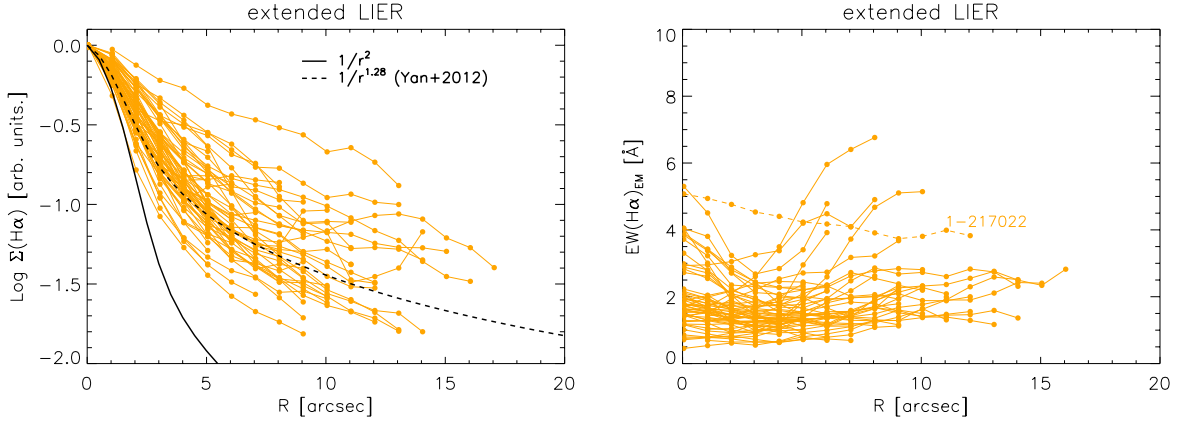 extended LIER
0.0
−0.5
−1.0
−1.5
−2.0
Log Σ(Hα) [arb. units.]
1/r²
1/r¹·²⁸ (Yan+2012)
0 5 10 15 20
R [arcsec]
extended LIER
10
8
6
4
2
0
EW(Hα)EM [Å]
1−217022
0 5 10 15 20
R [arcsec]